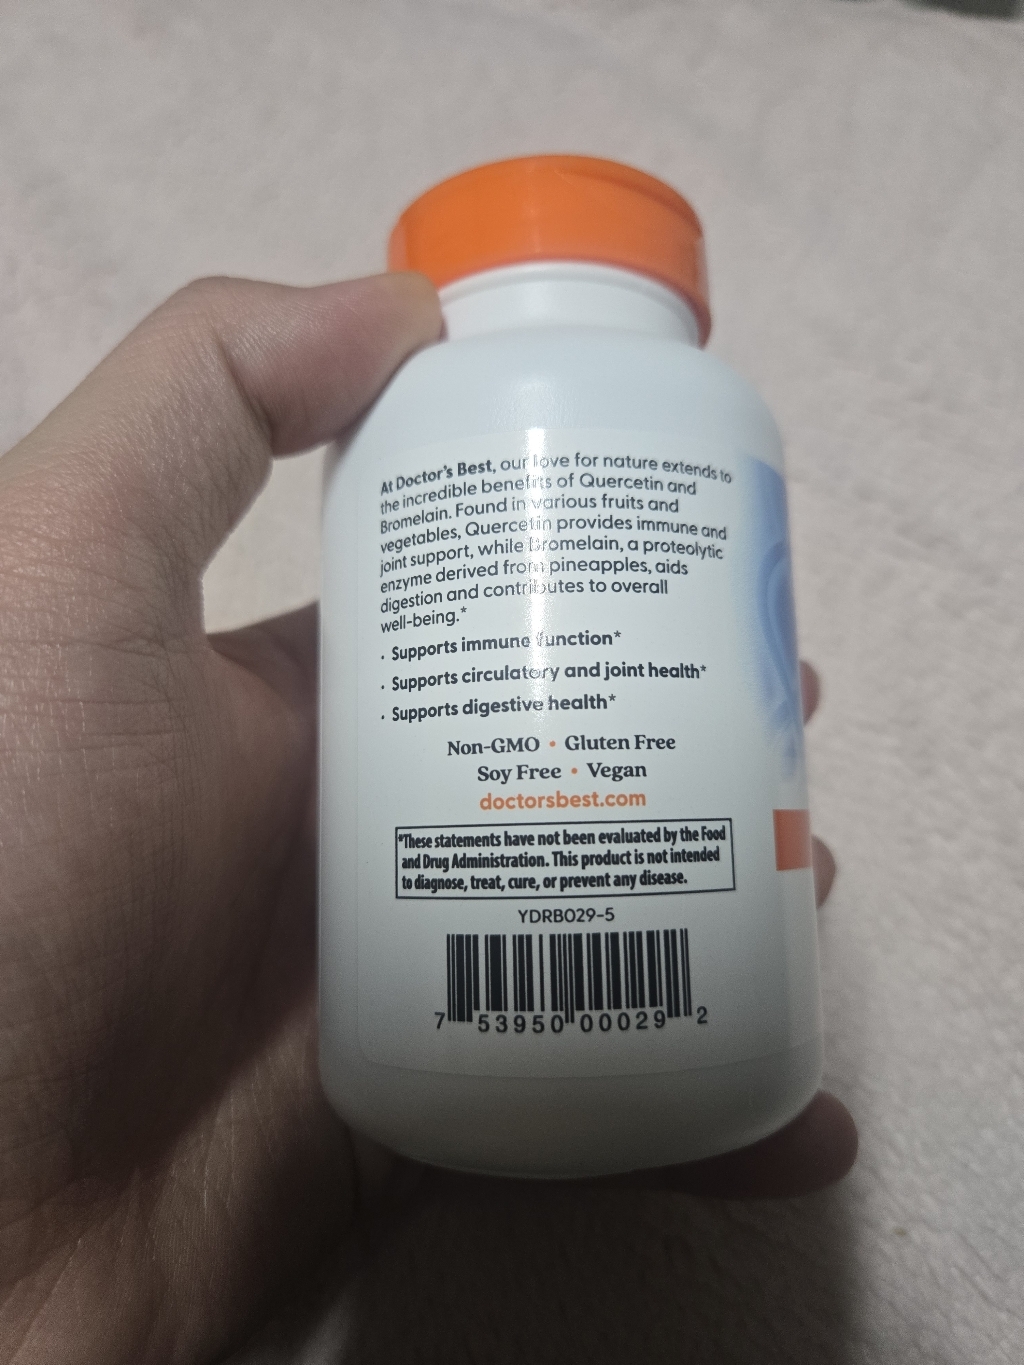 At Doctor's Best, our love for nature extends to
the incredible benefits of Quercetin and
Bromelain. Found in various fruits and
vegetables, Quercetin provides immune and
joint support, while Bromelain, a proteolytic
enzyme derived from pineapples, aids
digestion and contributes to overall
well-being.*
. Supports immune function*
. Supports circulatory and joint health*
. Supports digestive health*
Non-GMO • Gluten Free
Soy Free • Vegan
doctorsbest.com
*These statements have not been evaluated by the Food
and Drug Administration. This product is not intended
to diagnose, treat, cure, or prevent any disease.
YDRB029-5
7 53950 00029 2